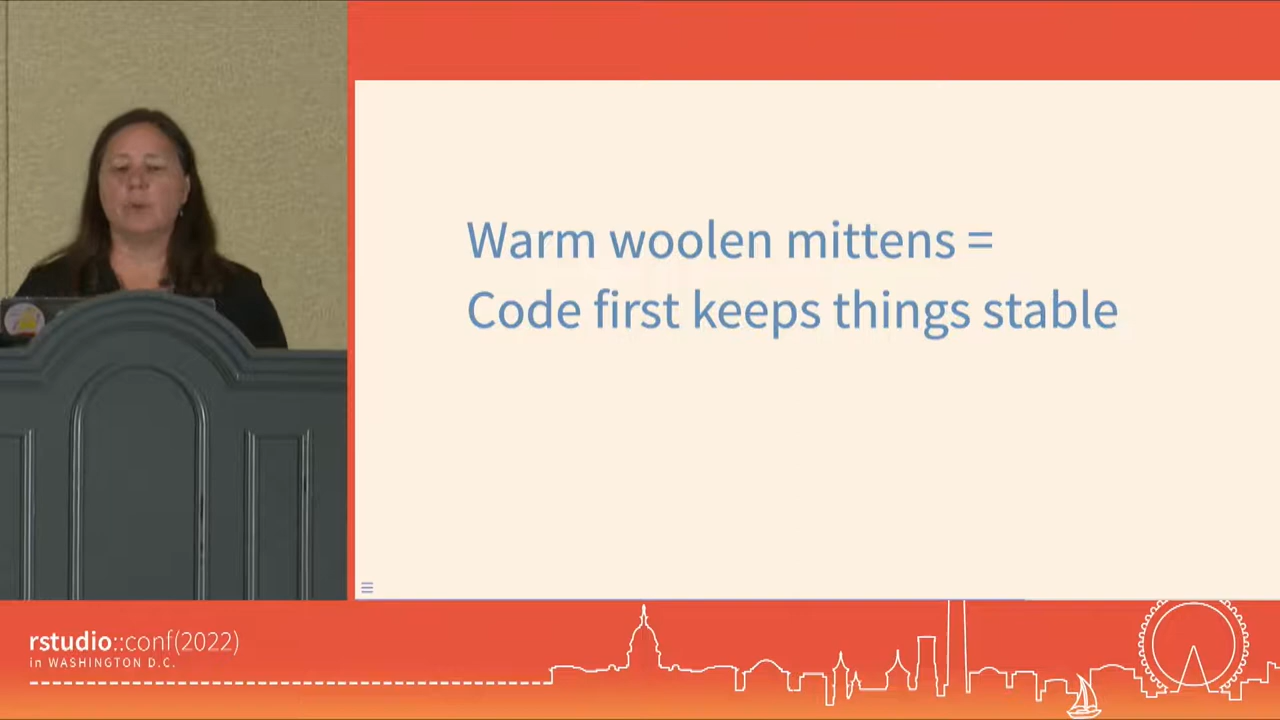 Warm woolen mittens =
Code first keeps things stable
rstudio::conf(2022)
in WASHINGTON D.C.